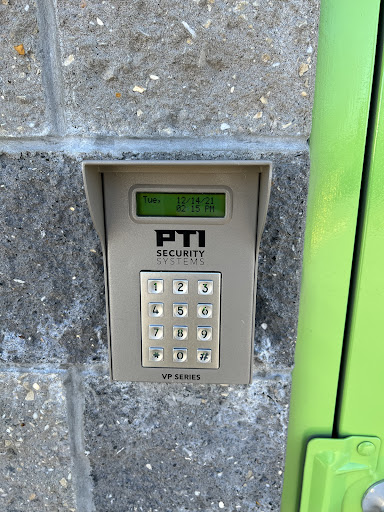 Tue. 12/14/21
02:15 PM
PTI
SECURITY
SYSTEMS
1 2 3
4 5 6
7 8 9
* 0 #
VP SERIES